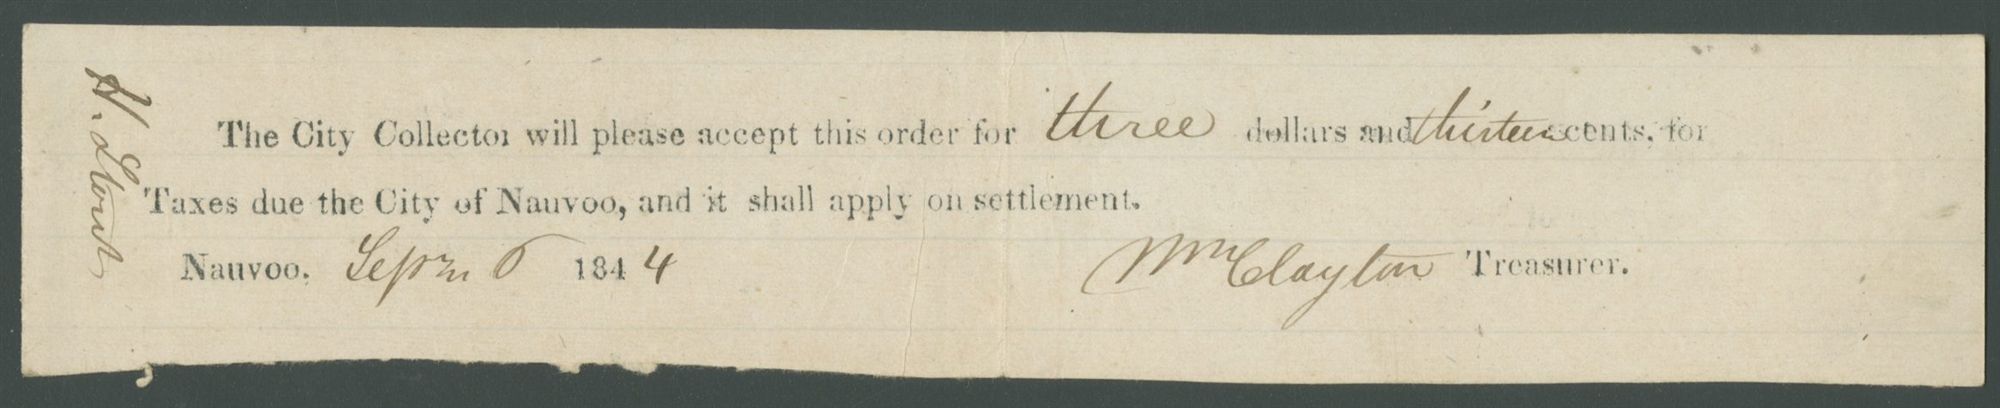 H. Stout
The City Collector will please accept this order for three dollars and thirteen cents, for
Taxes due the City of Nauvoo, and it shall apply on settlement.
Nauvoo. Sepr. 6 1844 Wm Clayton Treasurer.